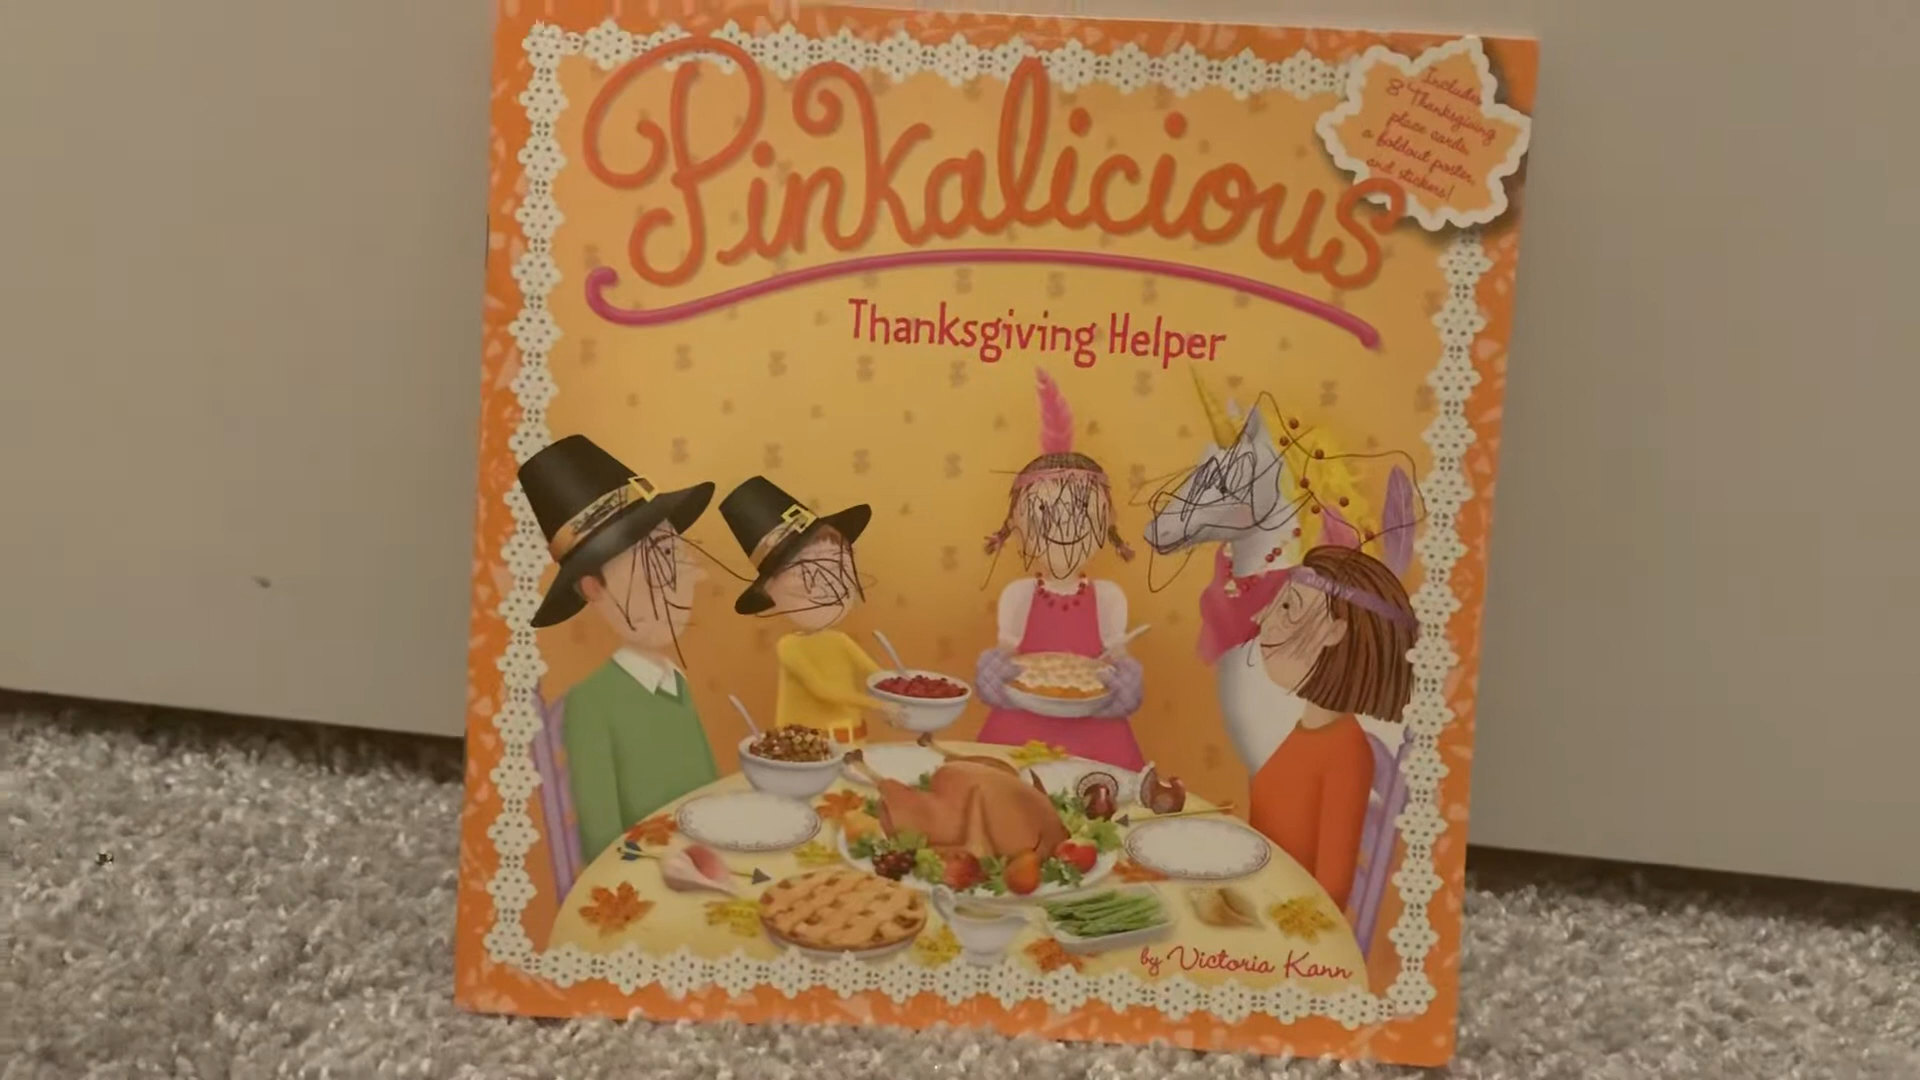 Pinkalicious
Includes
8 Thanksgiving
place cards,
a foldout poster,
and stickers!
Thanksgiving Helper
by Victoria Kann